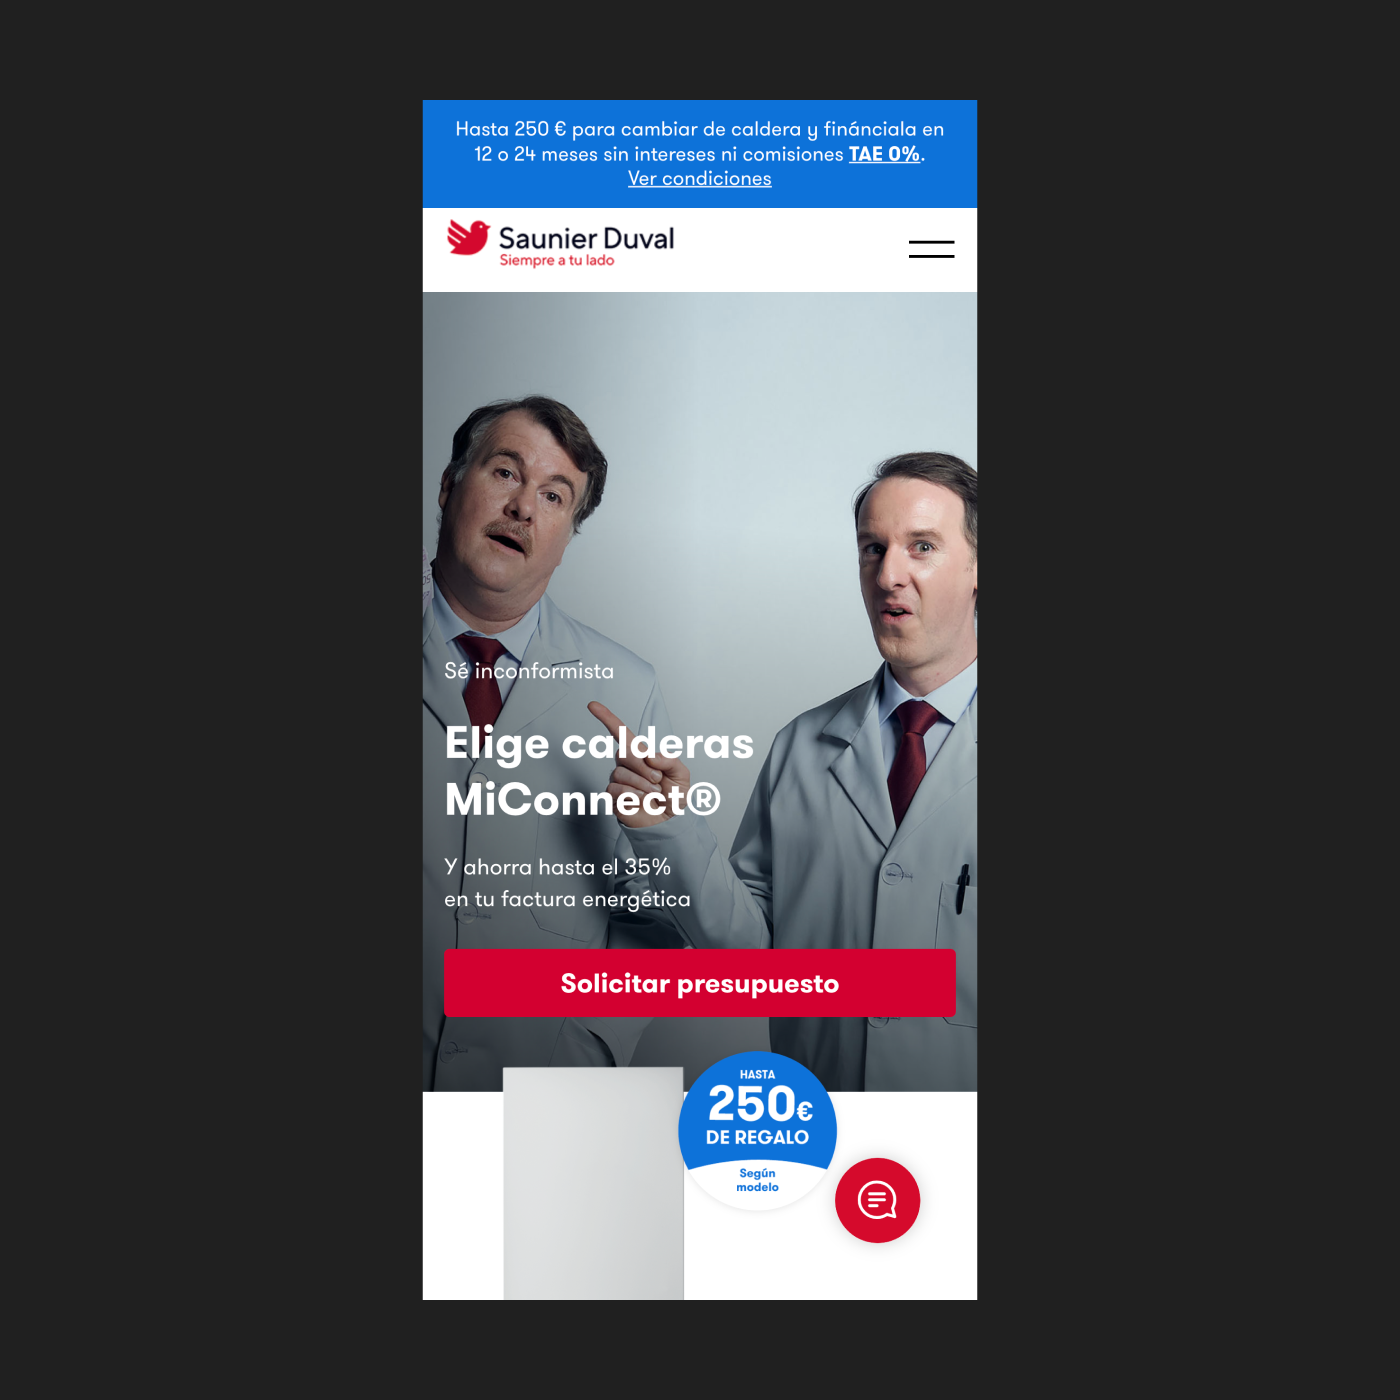 Hasta 250 € para cambiar de caldera y fináncialа en
12 o 24 meses sin intereses ni comisiones TAE 0%.
Ver condiciones
Saunier Duval
Siempre a tu lado
Sé inconformista
Elige calderas
MiConnect®
Y ahorra hasta el 35%
en tu factura energética
Solicitar presupuesto
HASTA
250€
DE REGALO
Según
modelo